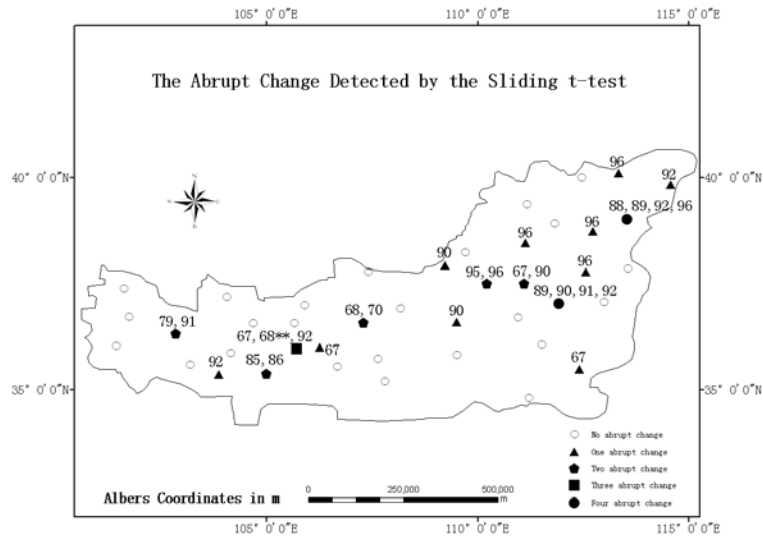 105° 0′0″E 110° 0′0″E 115° 0′0″E
The Abrupt Change Detected by the Sliding t-test
96
40° 0′0″N 92 40° 0′0″N
88, 89, 92, 96
96
96
90
96
95, 96 67, 90
89, 90, 91, 92
68, 70
79, 91 90
67, 68**, 92
67
92 85, 86 67
35° 0′0″N 35° 0′0″N
No abrupt change
One abrupt change
Two abrupt change
Three abrupt change
Four abrupt change
Albers Coordinates in m
0 250,000 500,000
m
105° 0′0″E 110° 0′0″E 115° 0′0″E